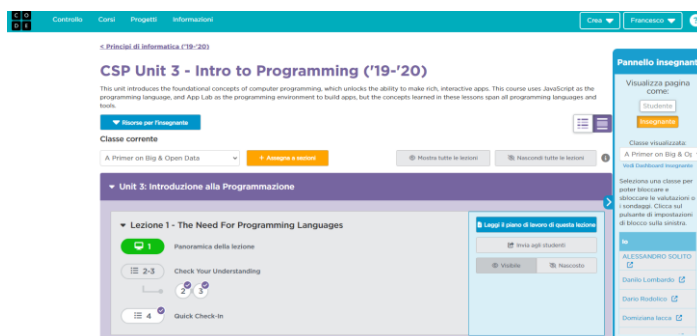 C O
D E
Controllo Corsi Progetti Informazioni Crea Francesco ?
< Principi di informatica ('19-'20)
CSP Unit 3 - Intro to Programming ('19-'20)
This unit introduces the foundational concepts of computer programming, which unlocks the ability to make rich, interactive apps. This course uses JavaScript as the
programming language, and App Lab as the programming environment to build apps, but the concepts learned in these lessons span all programming languages and
tools.
Risorse per l'insegnante
Classe corrente
A Primer on Big & Open Data + Assegna a sezioni Mostra tutte le lezioni Nascondi tutte le lezioni
Unit 3: Introduzione alla Programmazione
Lezione 1 - The Need For Programming Languages
1 Panoramica della lezione
2-3 Check Your Understanding
2 3
4 Quick Check-In
Leggi il piano di lavoro di questa lezione
Invia agli studenti
Visibile Nascosto
Pannello insegnant
Visualizza pagina
come:
Studente
Insegnante
Classe visualizzata:
A Primer on Big & Op
Vedi Dashboard insegnante
Seleziona una classe per
poter bloccare e
sbloccare le valutazioni o
i sondaggi. Clicca sul
pulsante di impostazioni
di blocco sulla sinistra.
Io
ALESSANDRO SOLITO
Danilo Lombardo
Dario Rodolico
Domiziana Iacca